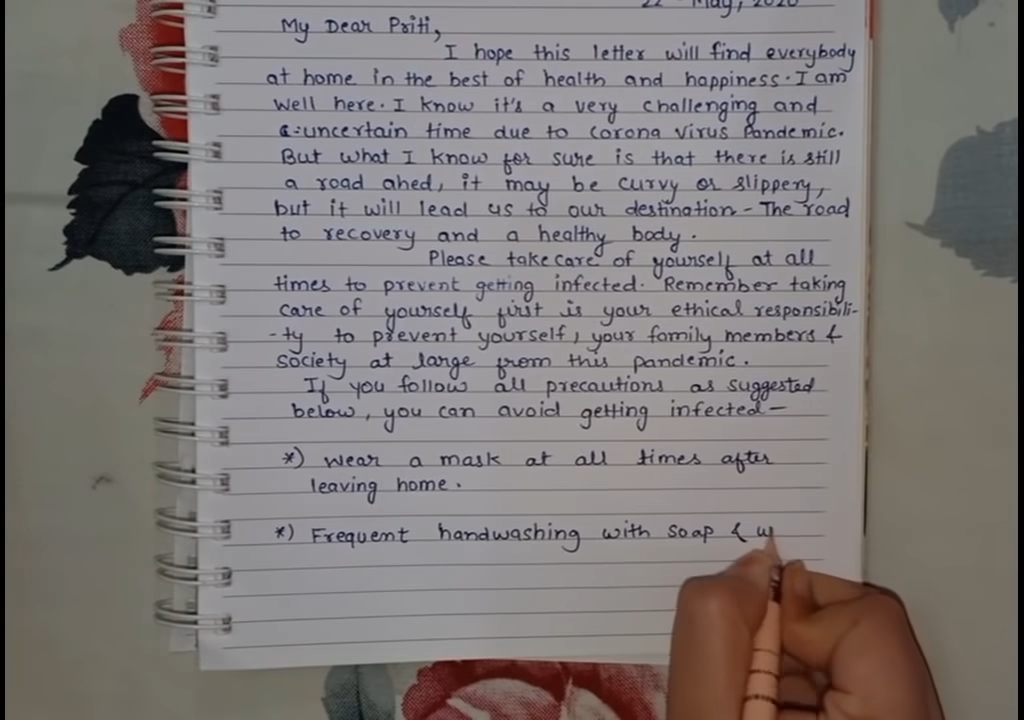 22 May, 2020
My Dear Priti,
I hope this letter will find everybody
at home in the best of health and happiness. I am
well here. I know it's a very challenging and
uncertain time due to corona virus Pandemic.
But what I know for sure is that there is still
a road ahed, it may be curvy or slippery,
but it will lead us to our destination - The road
to recovery and a healthy body.
Please take care of yourself at all
times to prevent getting infected. Remember taking
care of yourself first is your ethical responsibili-
-ty to prevent yourself, your family members &
society at large from this pandemic.
If you follow all precautions as suggested
below, you can avoid getting infected—
*) Wear a mask at all times after
leaving home.
*) Frequent handwashing with soap & w